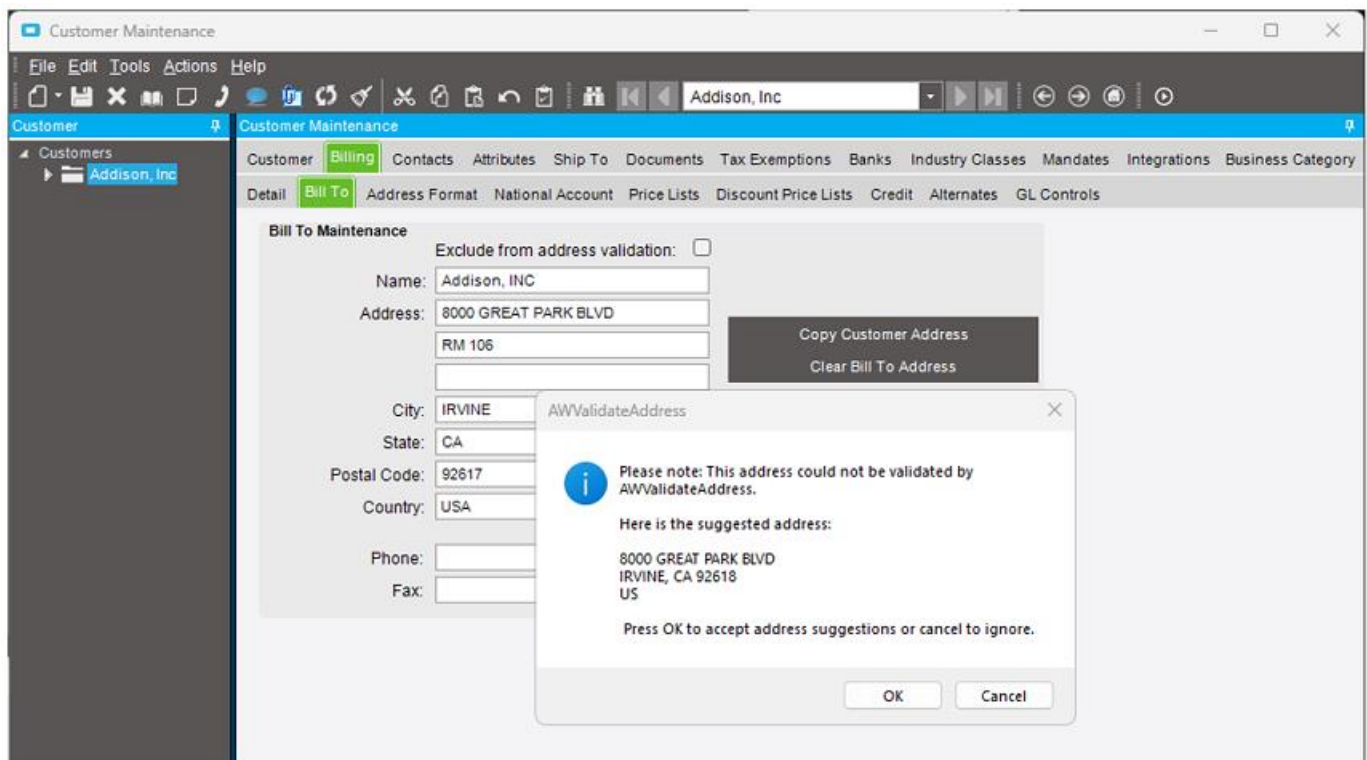 Customer Maintenance
File Edit Tools Actions Help
Addison, Inc
Customer
Customer Maintenance
Customers
Addison, Inc
Customer Billing Contacts Attributes Ship To Documents Tax Exemptions Banks Industry Classes Mandates Integrations Business Category
Detail Bill To Address Format National Account Price Lists Discount Price Lists Credit Alternates GL Controls
Bill To Maintenance
Exclude from address validation:
Name: Addison, INC
Address: 8000 GREAT PARK BLVD
RM 106
Copy Customer Address
Clear Bill To Address
City: IRVINE
State: CA
Postal Code: 92617
Country: USA
Phone:
Fax:
AWValidateAddress
Please note: This address could not be validated by
AWValidateAddress.
Here is the suggested address:
8000 GREAT PARK BLVD
IRVINE, CA 92618
US
Press OK to accept address suggestions or cancel to ignore.
OK Cancel